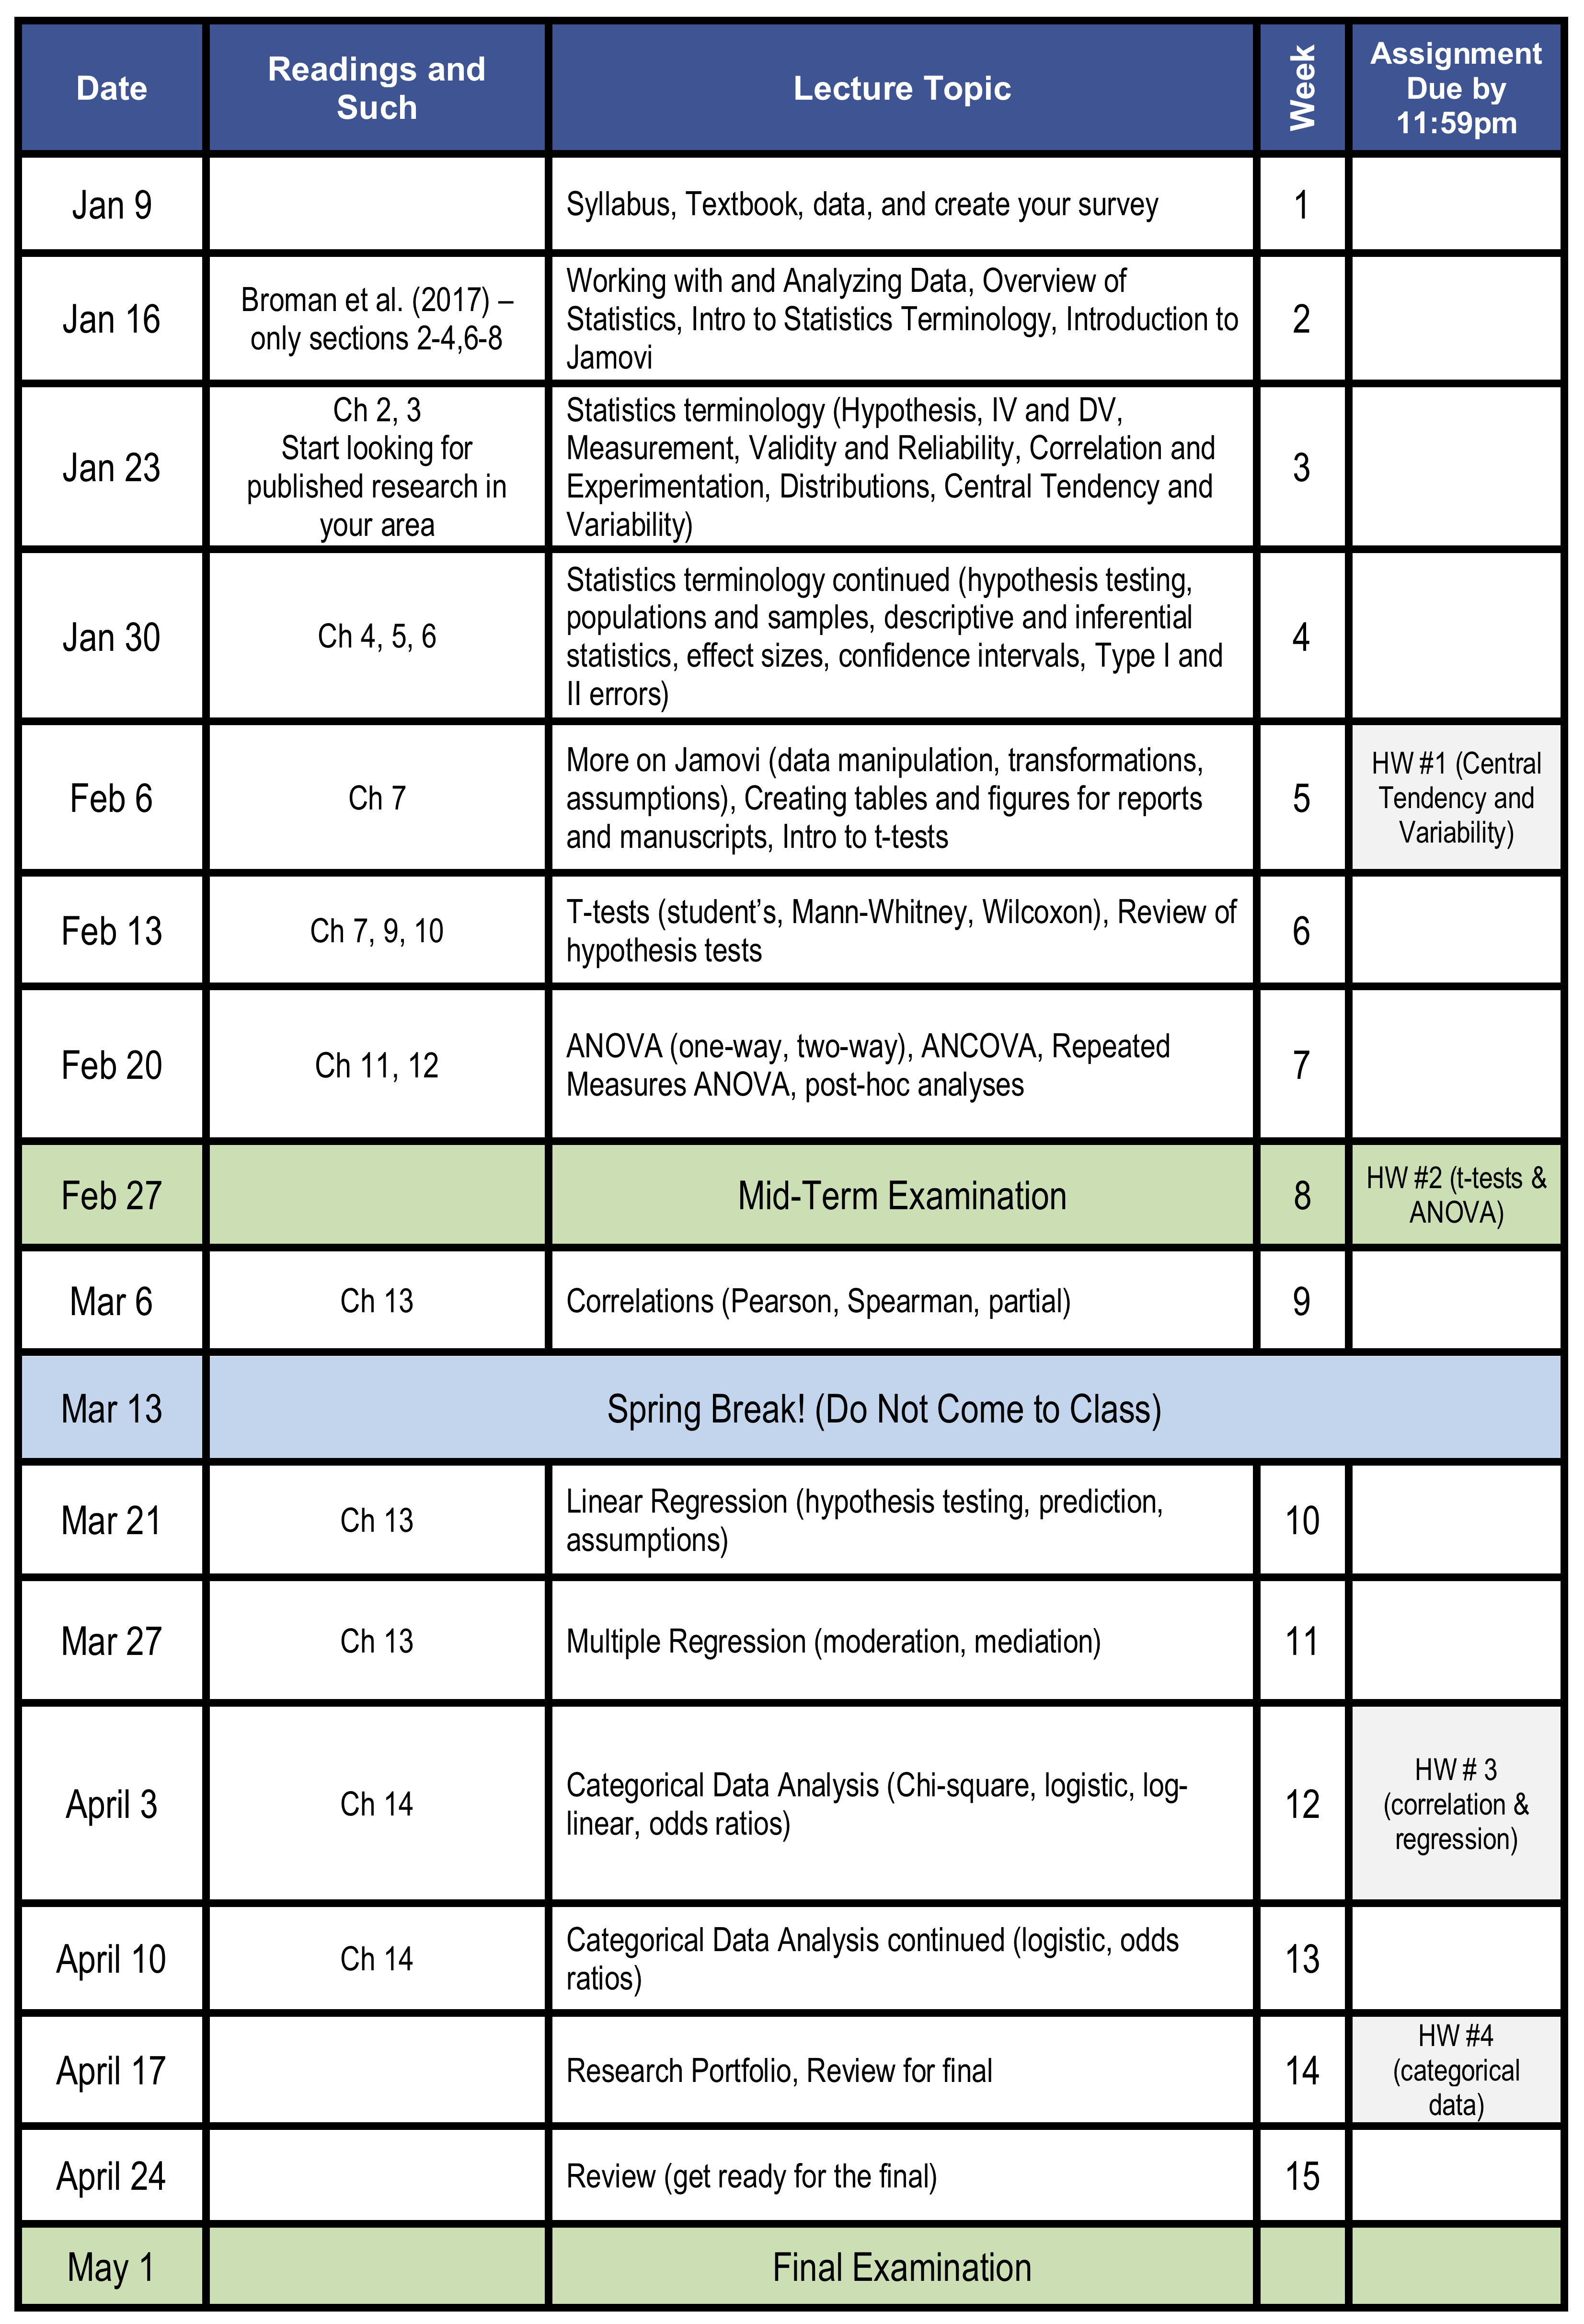 Date
Readings and
Such
Lecture Topic
Week
Assignment
Due by
11:59pm
Jan 9
Syllabus, Textbook, data, and create your survey
1
Jan 16
Broman et al. (2017) –
only sections 2-4,6-8
Working with and Analyzing Data, Overview of
Statistics, Intro to Statistics Terminology, Introduction to
Jamovi
2
Jan 23
Ch 2, 3
Start looking for
published research in
your area
Statistics terminology (Hypothesis, IV and DV,
Measurement, Validity and Reliability, Correlation and
Experimentation, Distributions, Central Tendency and
Variability)
3
Jan 30
Ch 4, 5, 6
Statistics terminology continued (hypothesis testing,
populations and samples, descriptive and inferential
statistics, effect sizes, confidence intervals, Type I and
II errors)
4
Feb 6
Ch 7
More on Jamovi (data manipulation, transformations,
assumptions), Creating tables and figures for reports
and manuscripts, Intro to t-tests
5
HW #1 (Central
Tendency and
Variability)
Feb 13
Ch 7, 9, 10
T-tests (student’s, Mann-Whitney, Wilcoxon), Review of
hypothesis tests
6
Feb 20
Ch 11, 12
ANOVA (one-way, two-way), ANCOVA, Repeated
Measures ANOVA, post-hoc analyses
7
Feb 27
Mid-Term Examination
8
HW #2 (t-tests &
ANOVA)
Mar 6
Ch 13
Correlations (Pearson, Spearman, partial)
9
Mar 13
Spring Break! (Do Not Come to Class)
Mar 21
Ch 13
Linear Regression (hypothesis testing, prediction,
assumptions)
10
Mar 27
Ch 13
Multiple Regression (moderation, mediation)
11
April 3
Ch 14
Categorical Data Analysis (Chi-square, logistic, log-
linear, odds ratios)
12
HW # 3
(correlation &
regression)
April 10
Ch 14
Categorical Data Analysis continued (logistic, odds
ratios)
13
April 17
Research Portfolio, Review for final
14
HW #4
(categorical
data)
April 24
Review (get ready for the final)
15
May 1
Final Examination